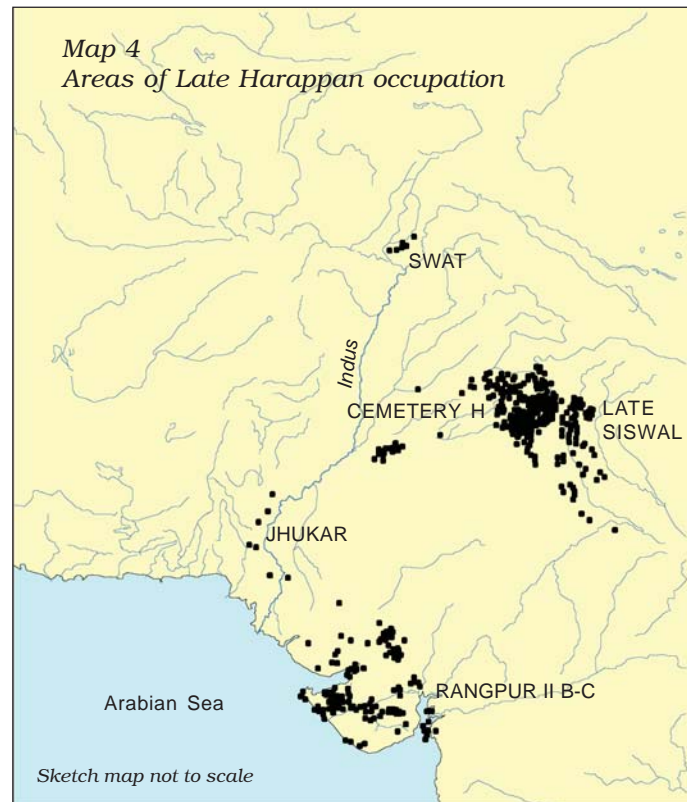 Map 4
Areas of Late Harappan occupation
SWAT
Indus
CEMETERY H
LATE
SISWAL
JHUKAR
RANGPUR II B-C
Arabian Sea
Sketch map not to scale